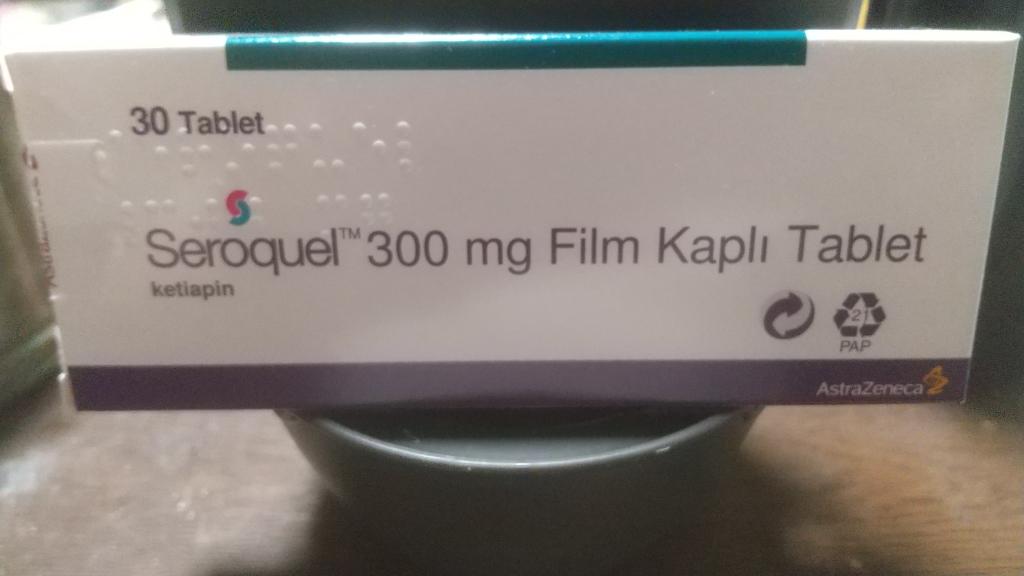 30 Tablet
Seroquel™ 300 mg Film Kaplı Tablet
ketiapin
21
PAP
AstraZeneca